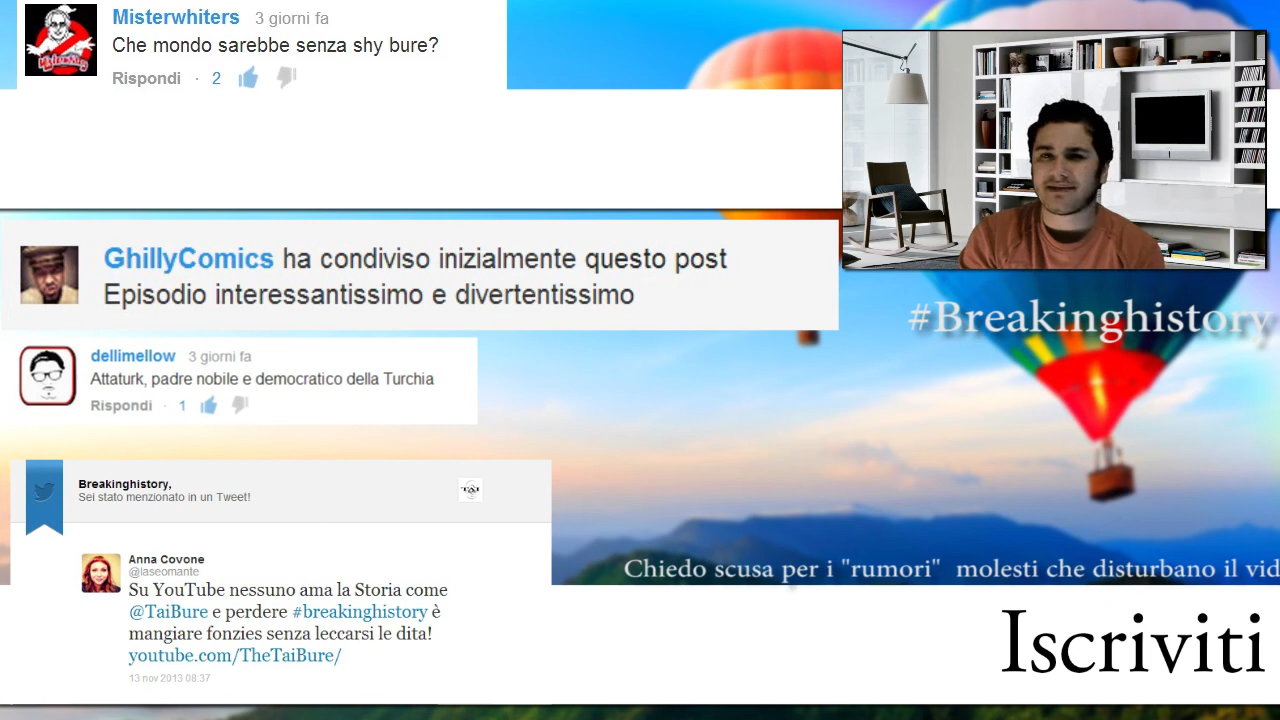 Misterwhiters 3 giorni fa
Che mondo sarebbe senza shy bure?
Rispondi · 2
GhillyComics ha condiviso inizialmente questo post
Episodio interessantissimo e divertentissimo
#Breakinghistory
dellimellow 3 giorni fa
Attaturk, padre nobile e democratico della Turchia
Rispondi · 1
Breakinghistory,
Sei stato menzionato in un Tweet!
TAI
Anna Covone
@laseomante
Su YouTube nessuno ama la Storia come
@TaiBure e perdere #breakinghistory è
mangiare fonzies senza leccarsi le dita!
youtube.com/TheTaiBure/
13 nov 2013 08:37
Chiedo scusa per i "rumori" molesti che disturbano il vid
Iscriviti